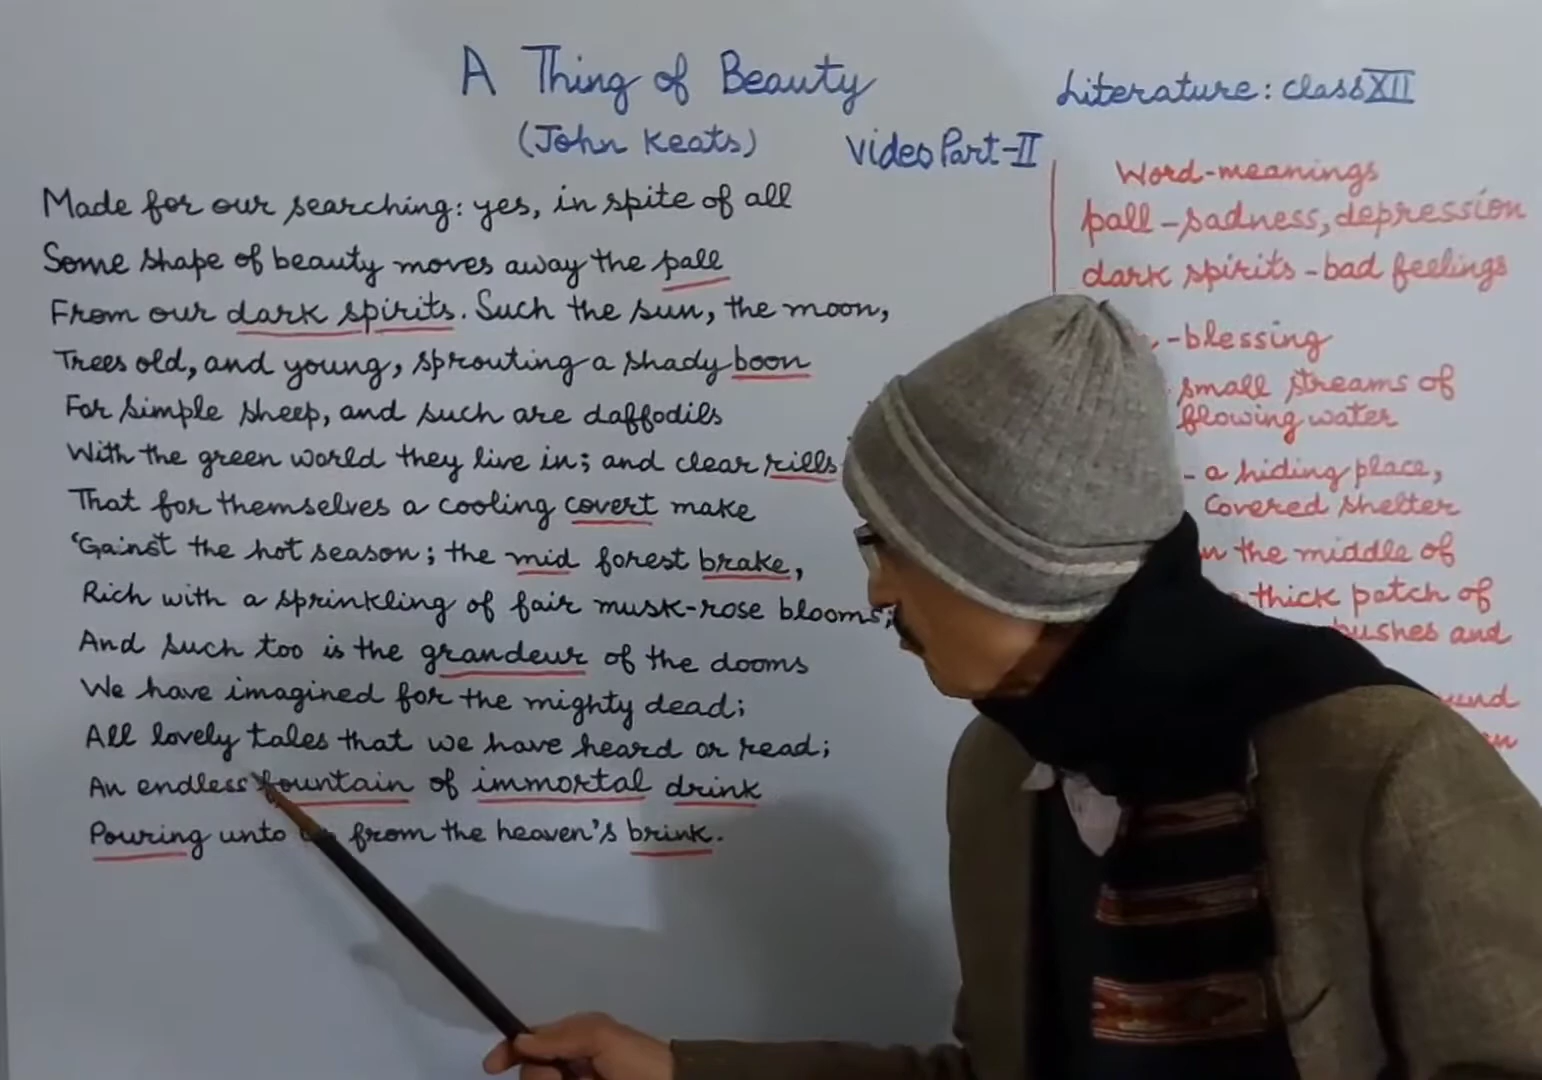 A Thing of Beauty
(John Keats)
Literature: class XII
Video Part-II
Made for our searching: yes, in spite of all
Some shape of beauty moves away the pall
From our dark spirits. Such the sun, the moon,
Trees old, and young, sprouting a shady boon
For simple sheep, and such are daffodils
With the green world they live in; and clear rills
That for themselves a cooling covert make
'Gainst the hot season; the mid forest brake,
Rich with a sprinkling of fair musk-rose blooms;
And such too is the grandeur of the dooms
We have imagined for the mighty dead;
All lovely tales that we have heard or read;
An endless fountain of immortal drink
Pouring unto from the heaven's brink.
Word-meanings
pall - sadness, depression
dark spirits - bad feelings
- blessing
small streams of
flowing water
- a hiding place,
Covered shelter
the middle of
thick patch of
bushes and